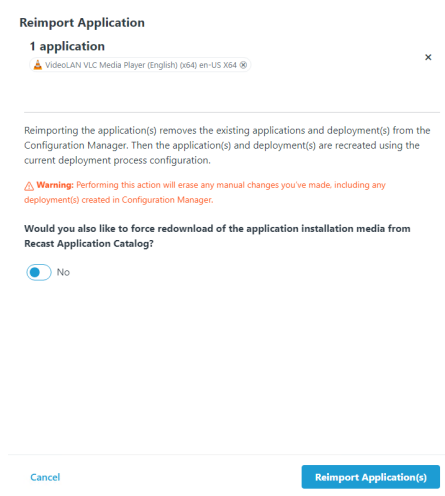 Reimport Application
1 application
VideoLAN VLC Media Player (English) (x64) en-US X64
Reimporting the application(s) removes the existing applications and deployment(s) from the
Configuration Manager. Then the application(s) and deployment(s) are recreated using the
current deployment process configuration.
Warning: Performing this action will erase any manual changes you've made, including any
deployment(s) created in Configuration Manager.
Would you also like to force redownload of the application installation media from
Recast Application Catalog?
No
Cancel
Reimport Application(s)